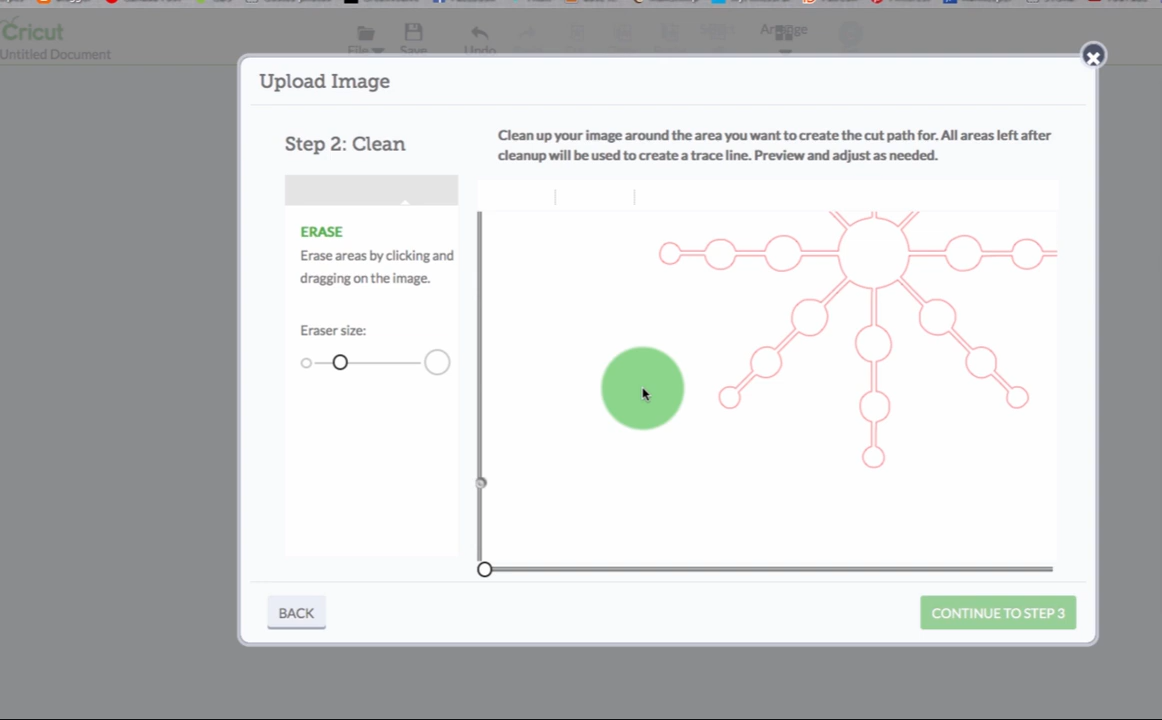 Cricut
Untitled Document
File Save Undo Arrange
Upload Image
Step 2: Clean
Clean up your image around the area you want to create the cut path for. All areas left after
cleanup will be used to create a trace line. Preview and adjust as needed.
ERASE
Erase areas by clicking and
dragging on the image.
Eraser size:
BACK
CONTINUE TO STEP 3